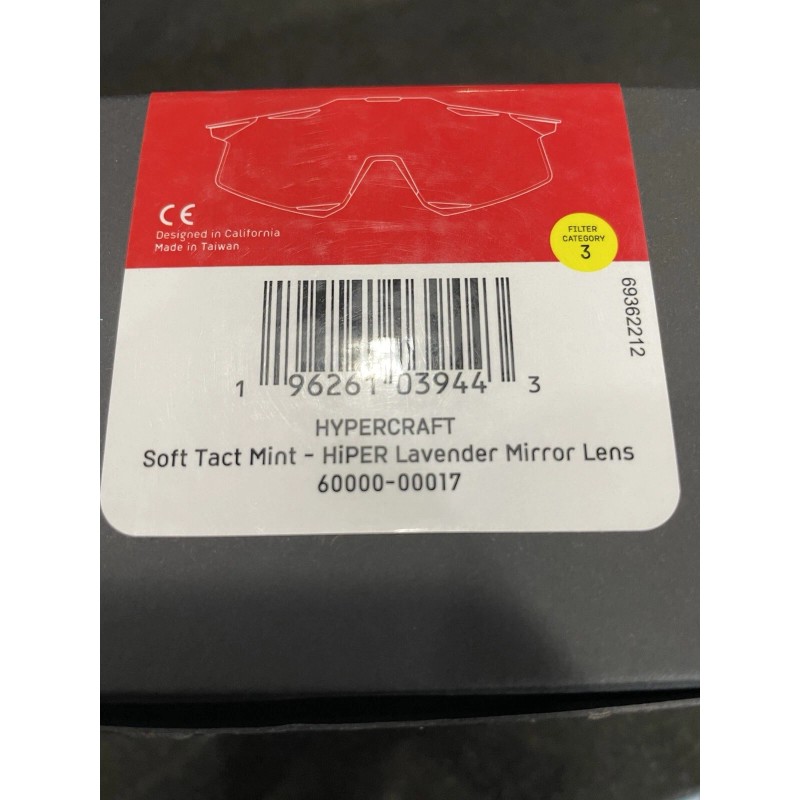 CE
Designed in California
Made in Taiwan
FILTER
CATEGORY
3
69362212
1 96261 03944 3
HYPERCRAFT
Soft Tact Mint - HiPER Lavender Mirror Lens
60000-00017